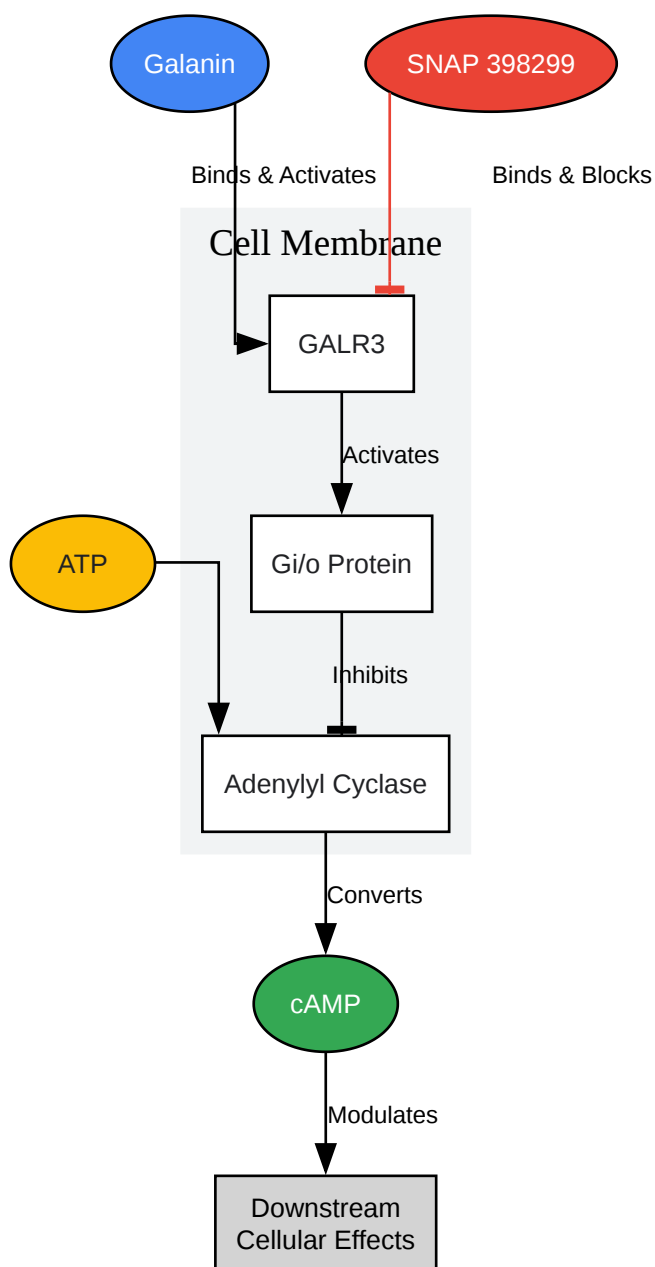 Galanin
SNAP 398299
Binds & Activates
Binds & Blocks
Cell Membrane
GALR3
Activates
ATP
Gi/o Protein
Inhibits
Adenylyl Cyclase
Converts
cAMP
Modulates
Downstream
Cellular Effects